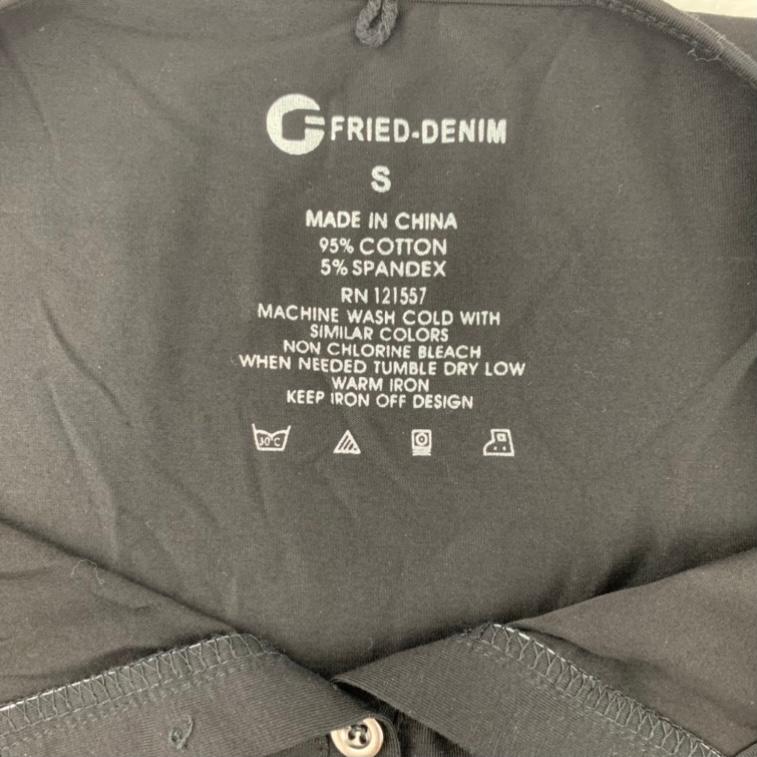 FRIED-DENIM
S
MADE IN CHINA
95% COTTON
5% SPANDEX
RN 121557
MACHINE WASH COLD WITH
SIMILAR COLORS
NON CHLORINE BLEACH
WHEN NEEDED TUMBLE DRY LOW
WARM IRON
KEEP IRON OFF DESIGN
30°C